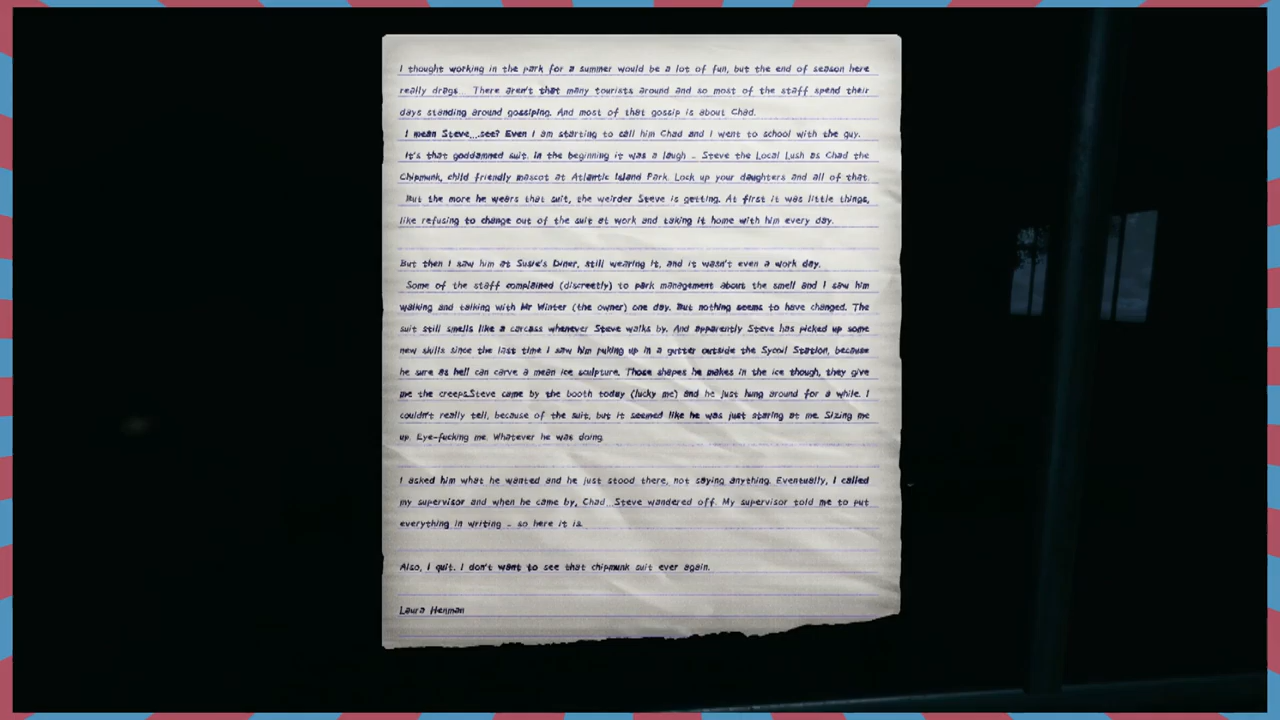 I thought working in the park for a summer would be a lot of fun, but the end of season here
really drags... There aren't that many tourists around and so most of the staff spend their
days standing around gossiping. And most of that gossip is about Chad.
I mean Steve...see? Even I am starting to call him Chad and I went to school with the guy.
It's that goddamned suit. In the beginning it was a laugh - Steve the Local Lush as Chad the
Chipmunk, child friendly mascot at Atlantic Island Park. Lock up your daughters and all of that.
But the more he wears that suit, the weirder Steve is getting. At first it was little things,
like refusing to change out of the suit at work and taking it home with him every day.
But then I saw him at Susie's Diner, still wearing it, and it wasn't even a work day.
Some of the staff complained (discreetly) to park management about the smell and I saw him
walking and talking with Mr Winter (the owner) one day. But nothing seems to have changed. The
suit still smells like a carcass whenever Steve walks by. And apparently Steve has picked up some
new skills since the last time I saw him puking up in a gutter outside the Sycoil Station, because
he sure as hell can carve a mean ice sculpture. Those shapes he makes in the ice though, they give
me the creeps.Steve came by the booth today (lucky me) and he just hung around for a while. I
couldn't really tell, because of the suit, but it seemed like he was just staring at me. Sizing me
up. Eye-fucking me. Whatever he was doing.
I asked him what he wanted and he just stood there, not saying anything. Eventually, I called
my supervisor and when he came by, Chad...Steve wandered off. My supervisor told me to put
everything in writing - so here it is.
Also, I quit. I don't want to see that chipmunk suit ever again.
Laura Henman